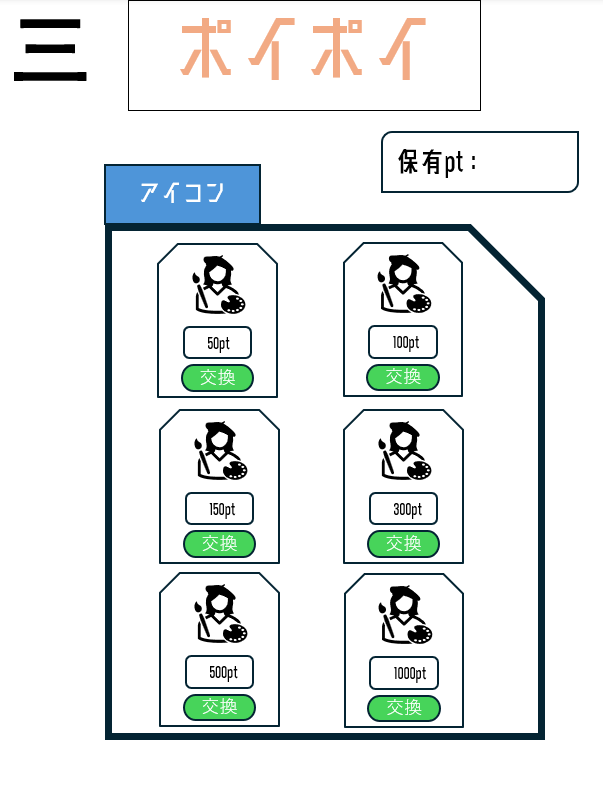 ポイポイ
保有pt :
アイコン
50pt
100pt
交換
交換
150pt
300pt
交換
交換
500pt
1000pt
交換
交換